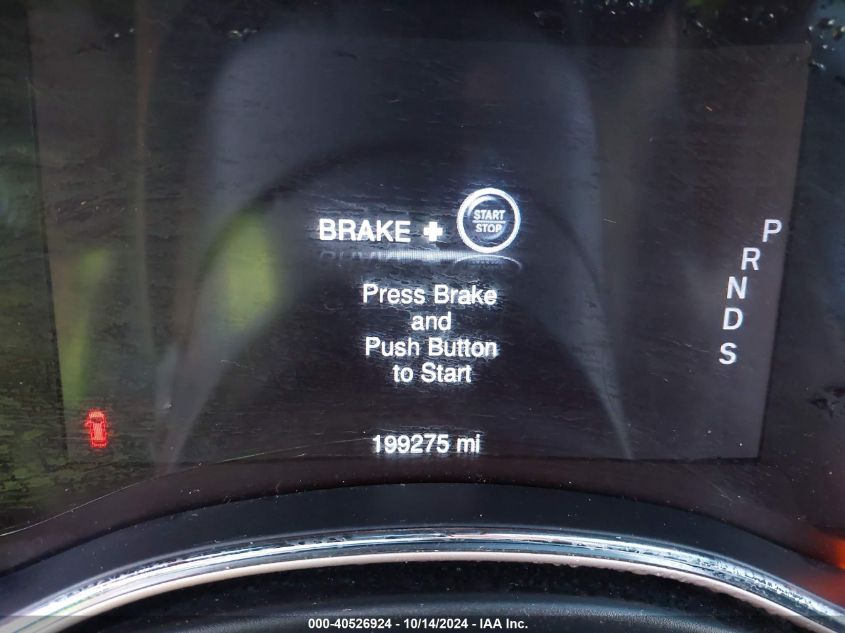 BRAKE + START
STOP
Press Brake
and
Push Button
to Start
199275 mi
P
R
N
D
S
000-40526924 - 10/14/2024 - IAA Inc.